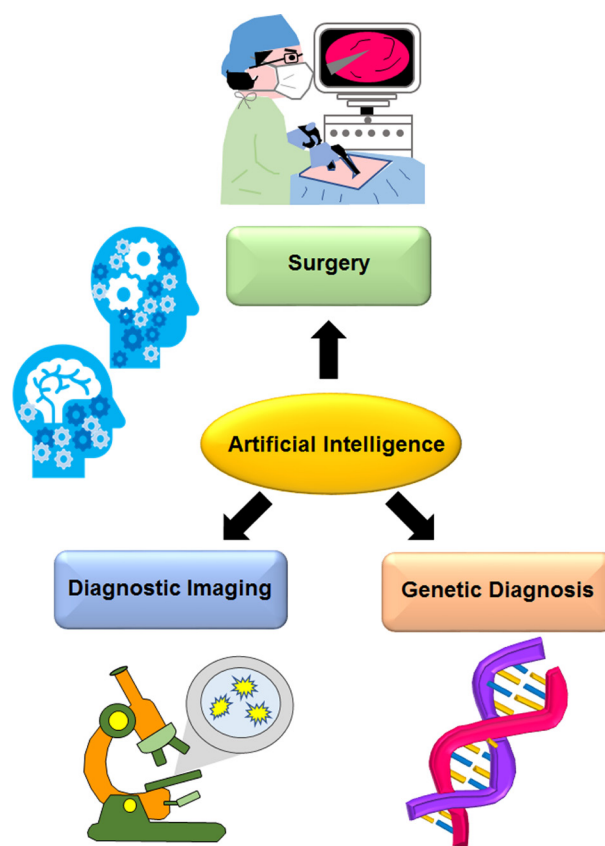 Surgery
Artificial Intelligence
Diagnostic Imaging
Genetic Diagnosis